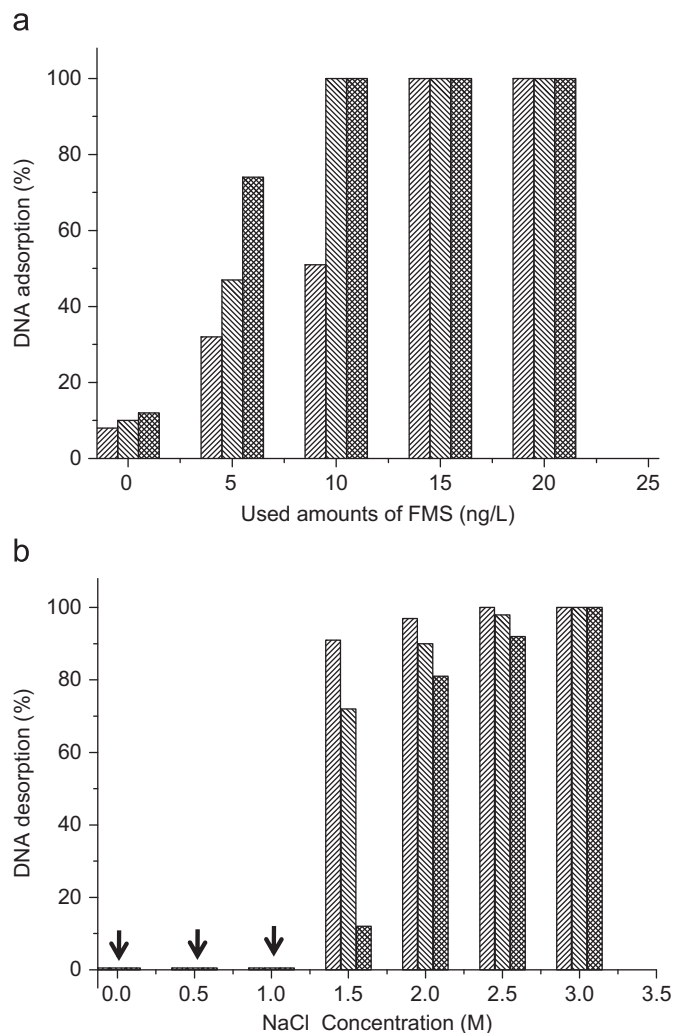 a
DNA adsorption (%)
100
80
60
40
20
0
0 5 10 15 20 25
Used amounts of FMS (ng/L)
b
DNA desorption (%)
100
80
60
40
20
0
0.0 0.5 1.0 1.5 2.0 2.5 3.0 3.5
NaCl Concentration (M)